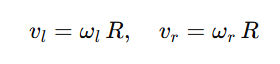 v_l = ω_l R,   v_r = ω_r R